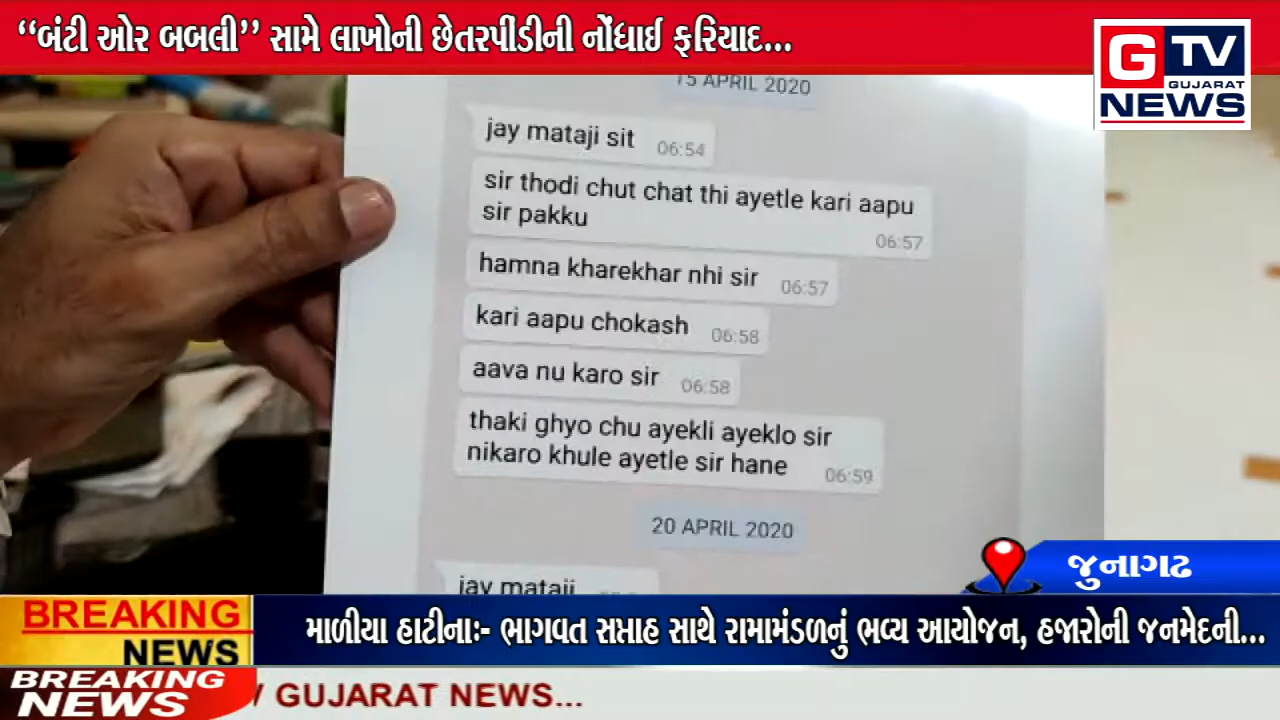 “બંટી ઓર બબલી” સામે લાખોની છેતરપીંડીની નોંધાઈ ફરિયાદ...
G TV
GUJARAT
NEWS
15 APRIL 2020
jay mataji sit 06:54
sir thodi chut chat thi ayetle kari aapu
sir pakku 06:57
hamna kharekhar nhi sir 06:57
kari aapu chokash 06:58
aava nu karo sir 06:58
thaki ghyo chu ayekli ayeklo sir
nikaro khule ayetle sir hane 06:59
20 APRIL 2020
jay mataji
જુનાગઢ
BREAKING
NEWS
માળીયા હાટીનાઃ- ભાગવત સપ્તાહ સાથે રામામંડળનું ભવ્ય આયોજન, હજારોની જનમેદની...
BREAKING
NEWS
GUJARAT NEWS...